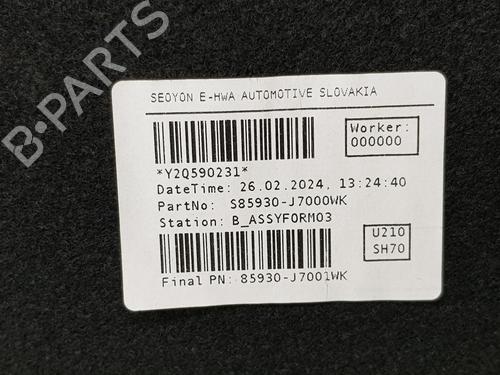 B-PARTS
SEOYON E-HWA AUTOMOTIVE SLOVAKIA
Worker:
000000
*Y2Q590231*
DateTime: 26.02.2024, 13:24:40
PartNo: S85930-J7000WK
Station: B_ASSYFORM03
U210
SH70
Final PN: 85930-J7001WK